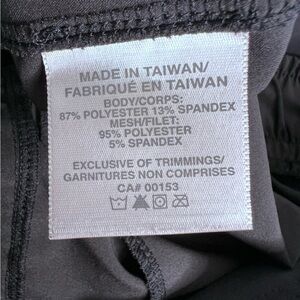 MADE IN TAIWAN/
FABRIQUÉ EN TAIWAN
BODY/CORPS:
87% POLYESTER 13% SPANDEX
MESH/FILET:
95% POLYESTER
5% SPANDEX
EXCLUSIVE OF TRIMMINGS/
GARNITURES NON COMPRISES
CA# 00153